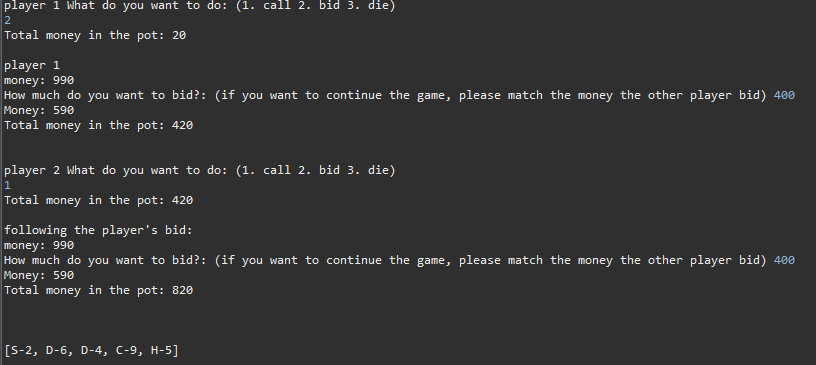 player 1 What do you want to do: (1. call 2. bid 3. die)
2
Total money in the pot: 20
player 1
money: 990
How much do you want to bid?: (if you want to continue the game, please match the money the other player bid) 400
Money: 590
Total money in the pot: 420
player 2 What do you want to do: (1. call 2. bid 3. die)
1
Total money in the pot: 420
following the player's bid:
money: 990
How much do you want to bid?: (if you want to continue the game, please match the money the other player bid) 400
Money: 590
Total money in the pot: 820
[S-2, D-6, D-4, C-9, H-5]